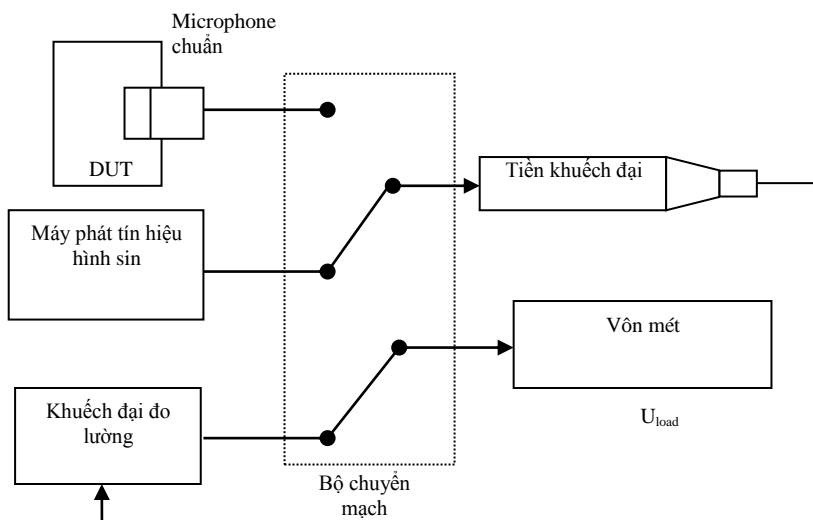 Microphone
chuẩn
DUT
Tiền khuếch đại
Máy phát tín hiệu
hình sin
Vôn mét
Khuếch đại đo
lường
Uload
Bộ chuyển
mạch